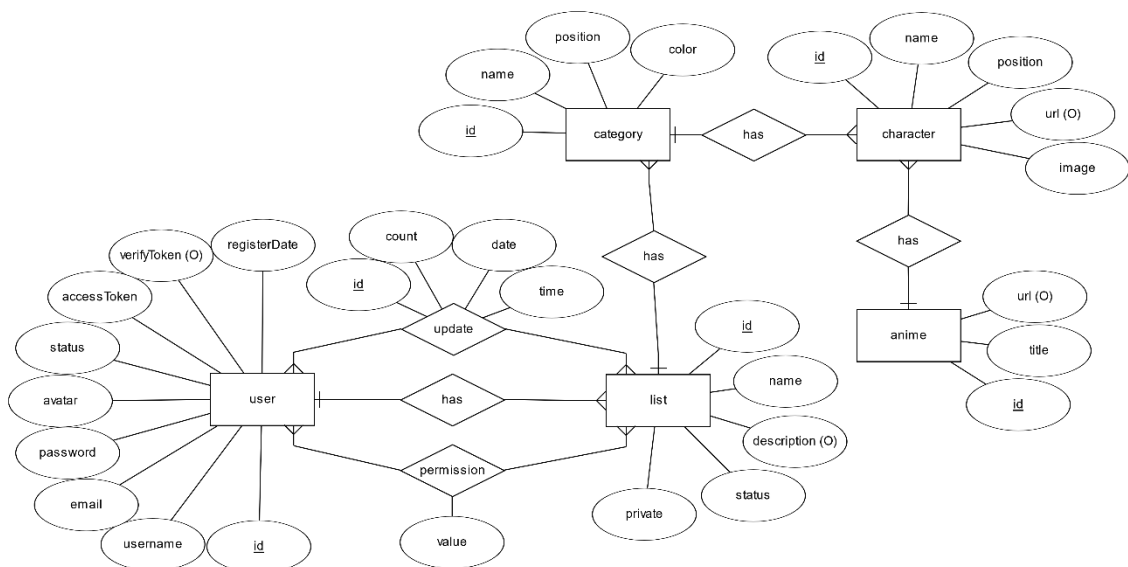 position
color
name
id
category
has
id
name
position
url (O)
image
character
has
has
url (O)
title
id
anime
count
date
id
time
update
registerDate
verifyToken (O)
accessToken
status
avatar
password
email
username
id
user
has
list
id
name
description (O)
status
private
permission
value